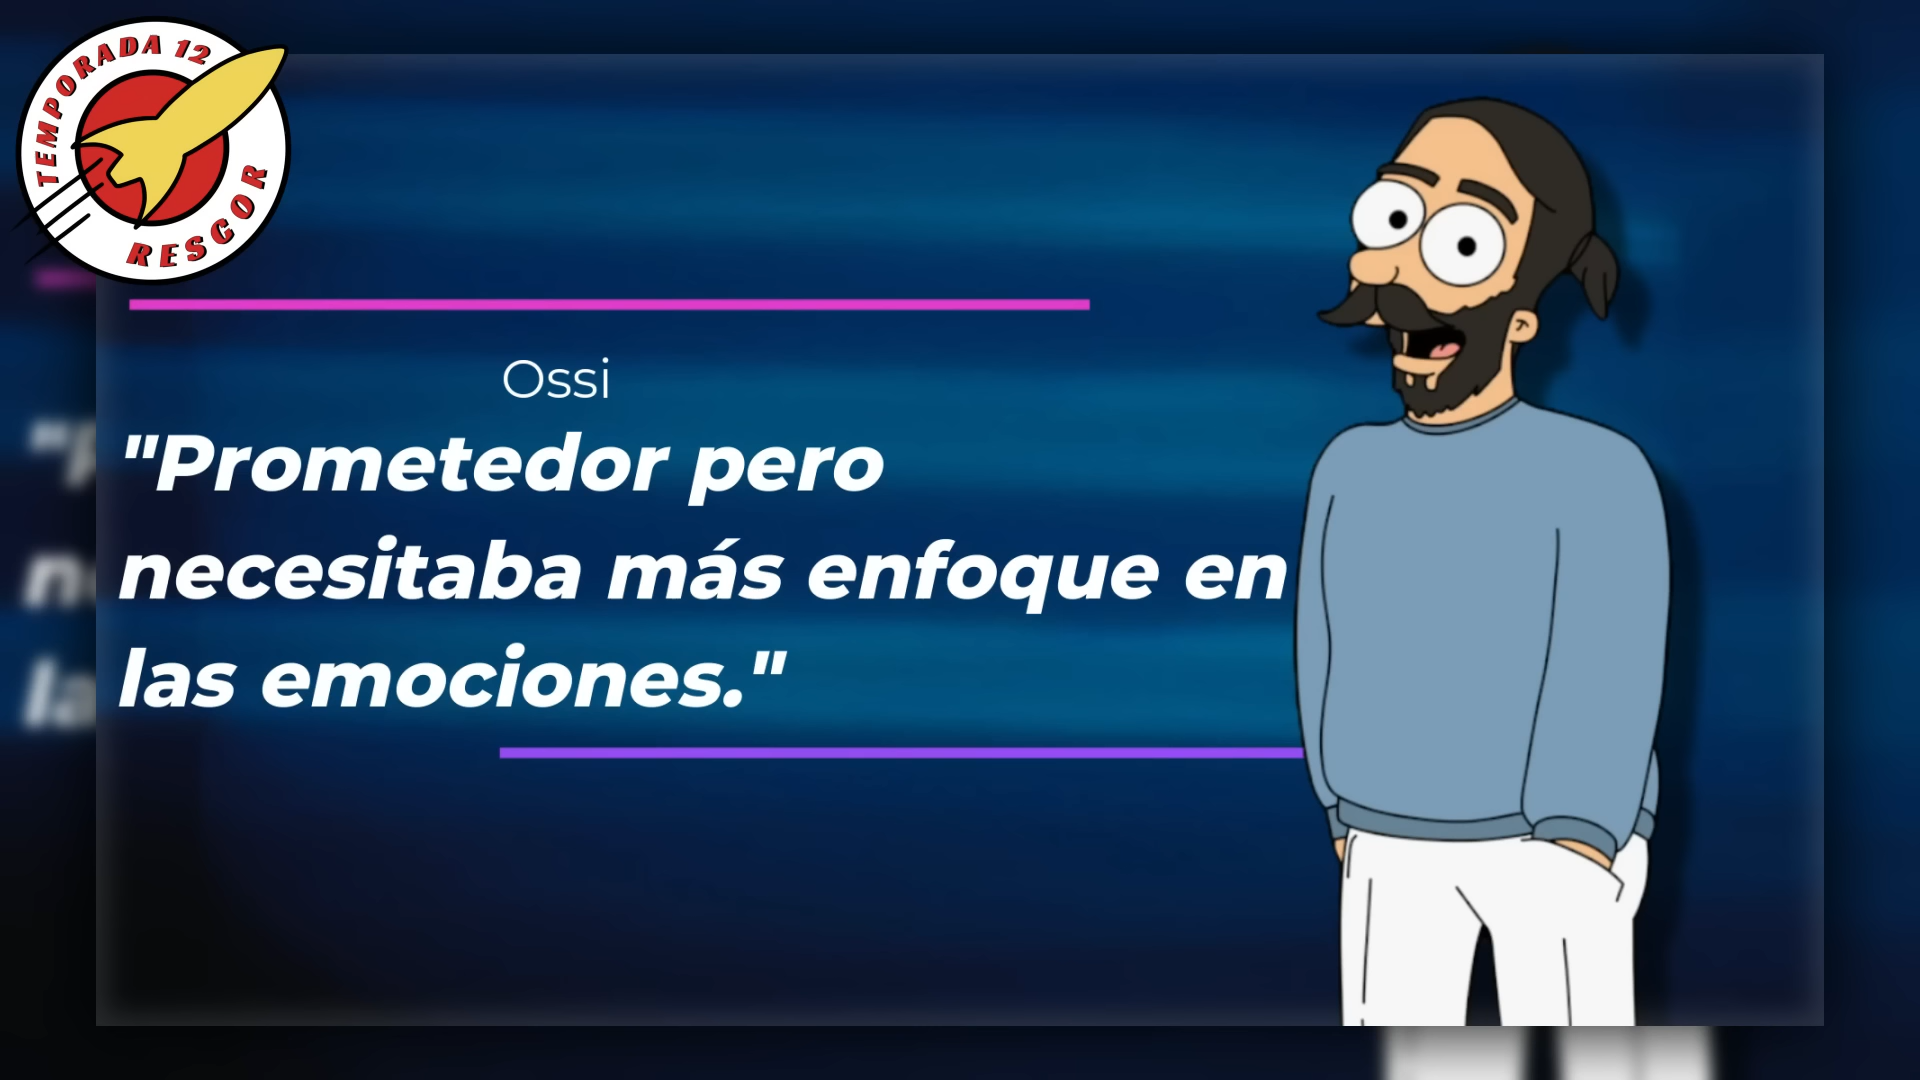 TEMPORADA 12
RESCOR
Ossi
"Prometedor pero
necesitaba más enfoque en
las emociones."